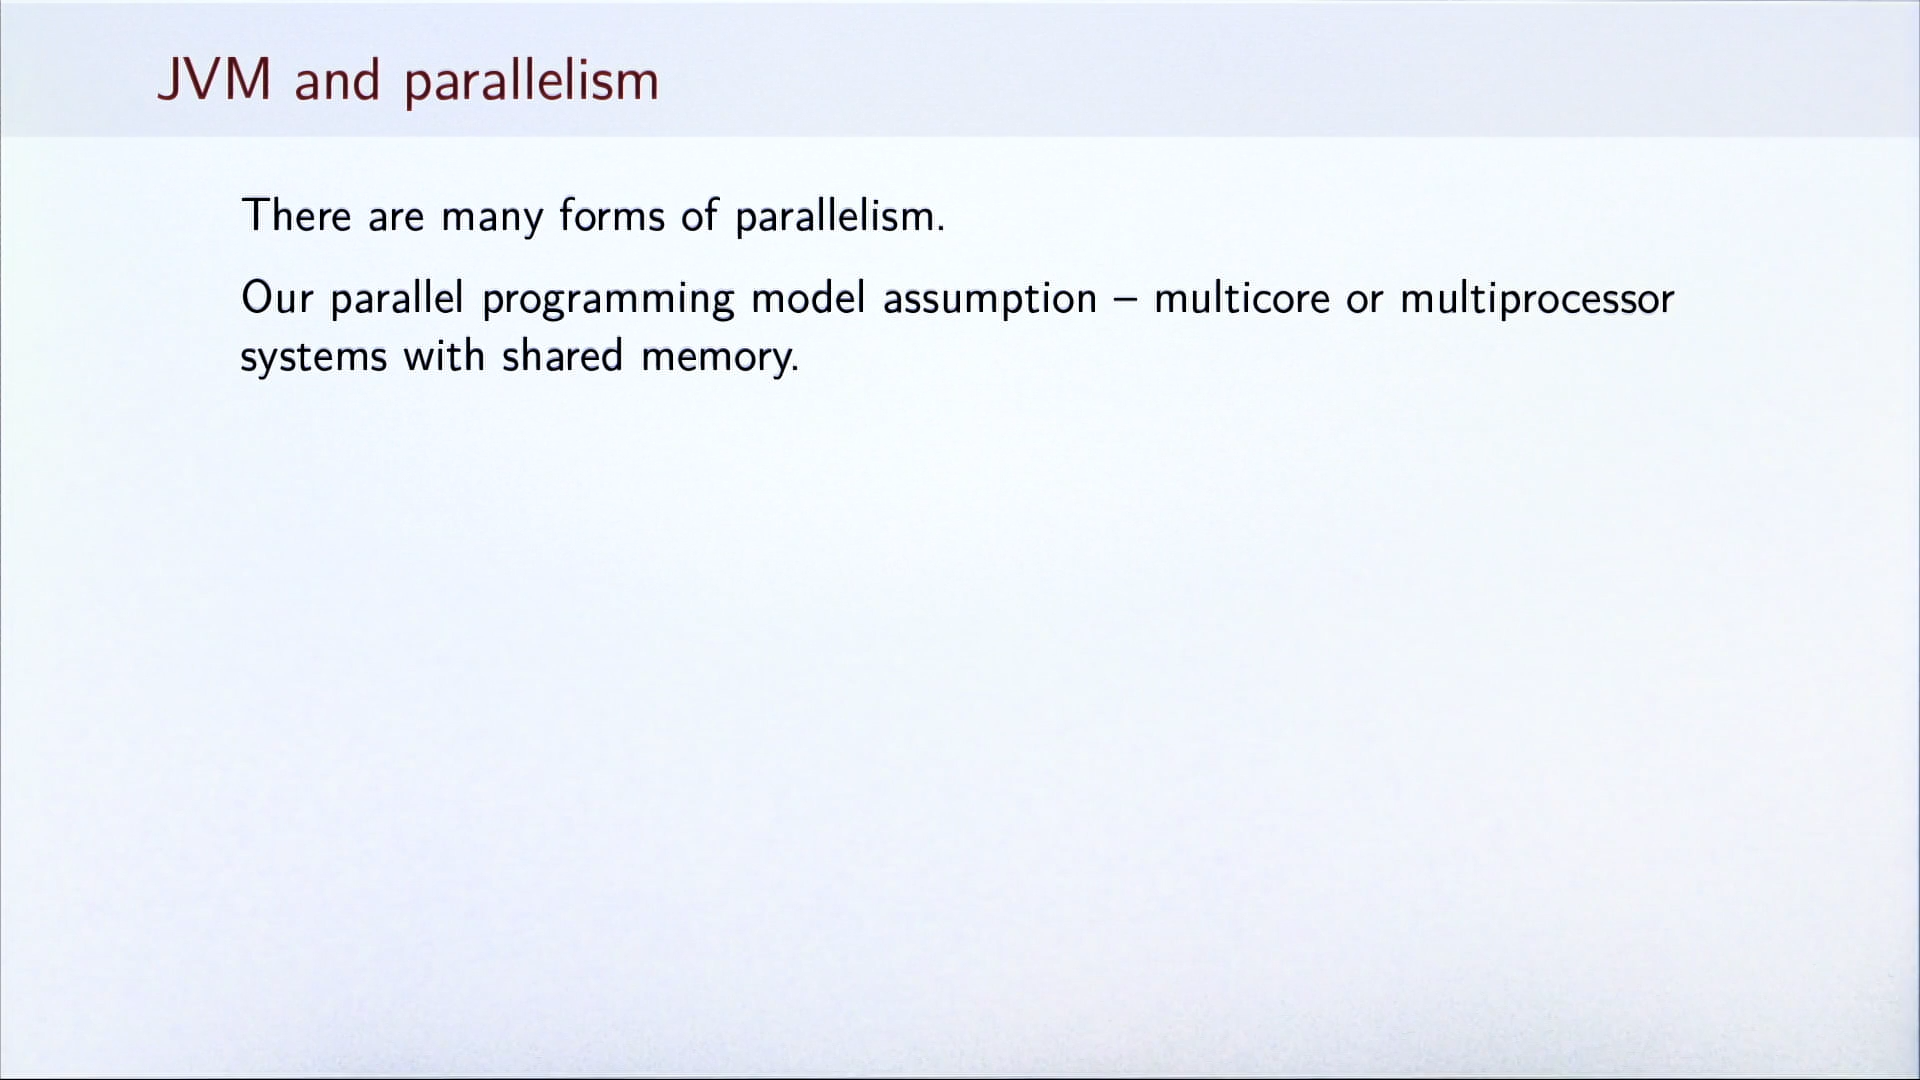 JVM and parallelism
There are many forms of parallelism.
Our parallel programming model assumption – multicore or multiprocessor
systems with shared memory.